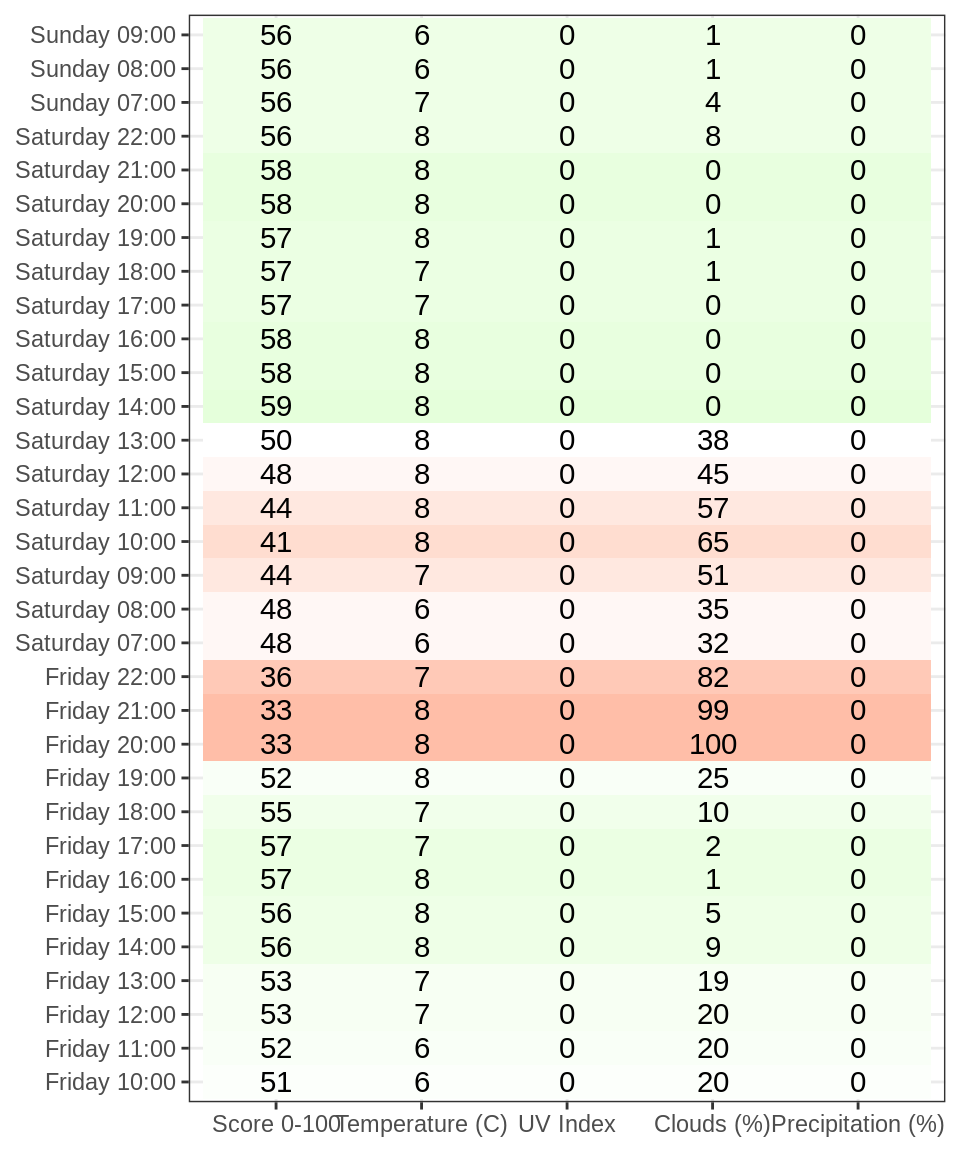 Sunday 09:00 56 6 0 1 0
Sunday 08:00 56 6 0 1 0
Sunday 07:00 56 7 0 4 0
Saturday 22:00 56 8 0 8 0
Saturday 21:00 58 8 0 0 0
Saturday 20:00 58 8 0 0 0
Saturday 19:00 57 8 0 1 0
Saturday 18:00 57 7 0 1 0
Saturday 17:00 57 7 0 0 0
Saturday 16:00 58 8 0 0 0
Saturday 15:00 58 8 0 0 0
Saturday 14:00 59 8 0 0 0
Saturday 13:00 50 8 0 38 0
Saturday 12:00 48 8 0 45 0
Saturday 11:00 44 8 0 57 0
Saturday 10:00 41 8 0 65 0
Saturday 09:00 44 7 0 51 0
Saturday 08:00 48 6 0 35 0
Saturday 07:00 48 6 0 32 0
Friday 22:00 36 7 0 82 0
Friday 21:00 33 8 0 99 0
Friday 20:00 33 8 0 100 0
Friday 19:00 52 8 0 25 0
Friday 18:00 55 7 0 10 0
Friday 17:00 57 7 0 2 0
Friday 16:00 57 8 0 1 0
Friday 15:00 56 8 0 5 0
Friday 14:00 56 8 0 9 0
Friday 13:00 53 7 0 19 0
Friday 12:00 53 7 0 20 0
Friday 11:00 52 6 0 20 0
Friday 10:00 51 6 0 20 0
Score 0-100 Temperature (C) UV Index Clouds (%) Precipitation (%)